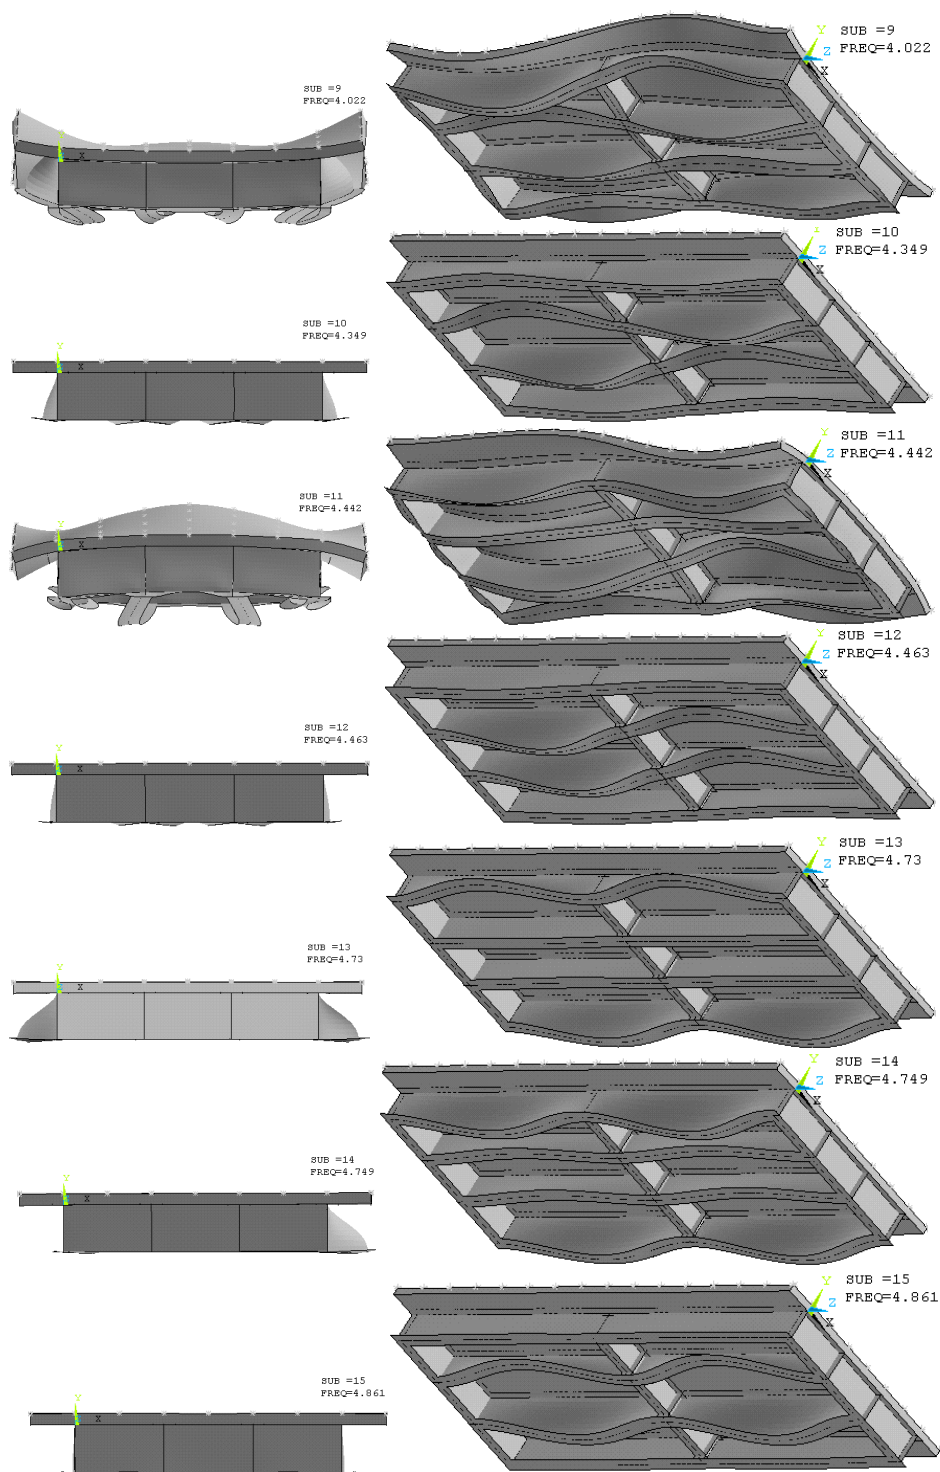 SUB =9
FREQ=4.022
Y
X
Y
Z
X
SUB =9
FREQ=4.022
SUB =10
FREQ=4.349
Y
X
Y
Z
X
SUB =10
FREQ=4.349
SUB =11
FREQ=4.442
Y
X
Y
Z
X
SUB =11
FREQ=4.442
SUB =12
FREQ=4.463
Y
X
Y
Z
X
SUB =12
FREQ=4.463
SUB =13
FREQ=4.73
Y
X
Y
Z
X
SUB =13
FREQ=4.73
SUB =14
FREQ=4.749
Y
X
Y
Z
X
SUB =14
FREQ=4.749
SUB =15
FREQ=4.861
Y
X
Y
Z
X
SUB =15
FREQ=4.861